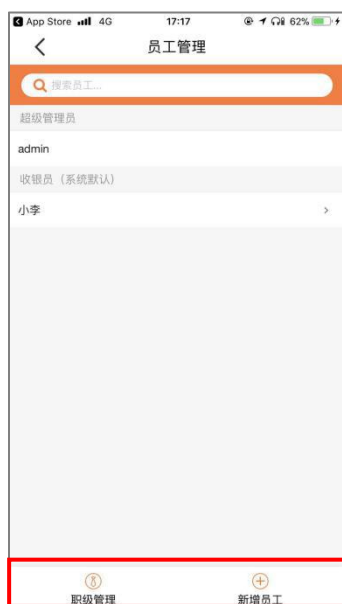 App Store 4G 17:17 62%
员工管理
搜索员工...
超级管理员
admin
收银员（系统默认）
小李
职级管理 新增员工